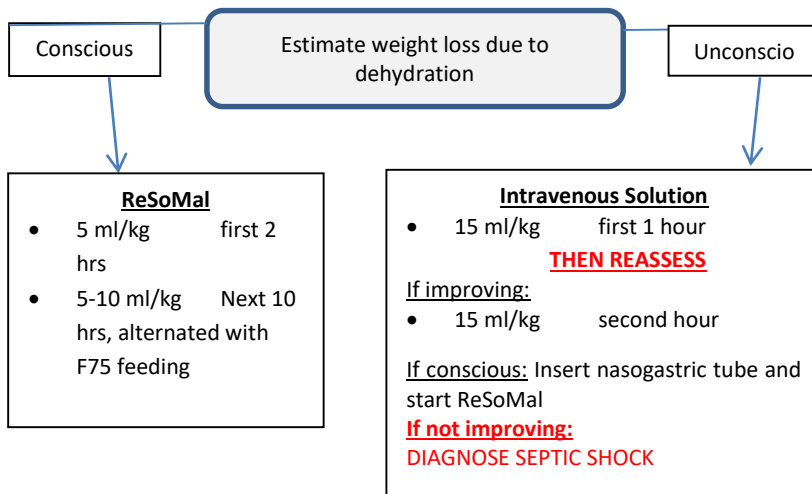 Conscious
Estimate weight loss due to
dehydration
Unconscio
ReSoMal
• 5 ml/kg first 2
hrs
• 5-10 ml/kg Next 10
hrs, alternated with
F75 feeding
Intravenous Solution
• 15 ml/kg first 1 hour
THEN REASSESS
If improving:
• 15 ml/kg second hour
If conscious: Insert nasogastric tube and
start ReSoMal
If not improving:
DIAGNOSE SEPTIC SHOCK